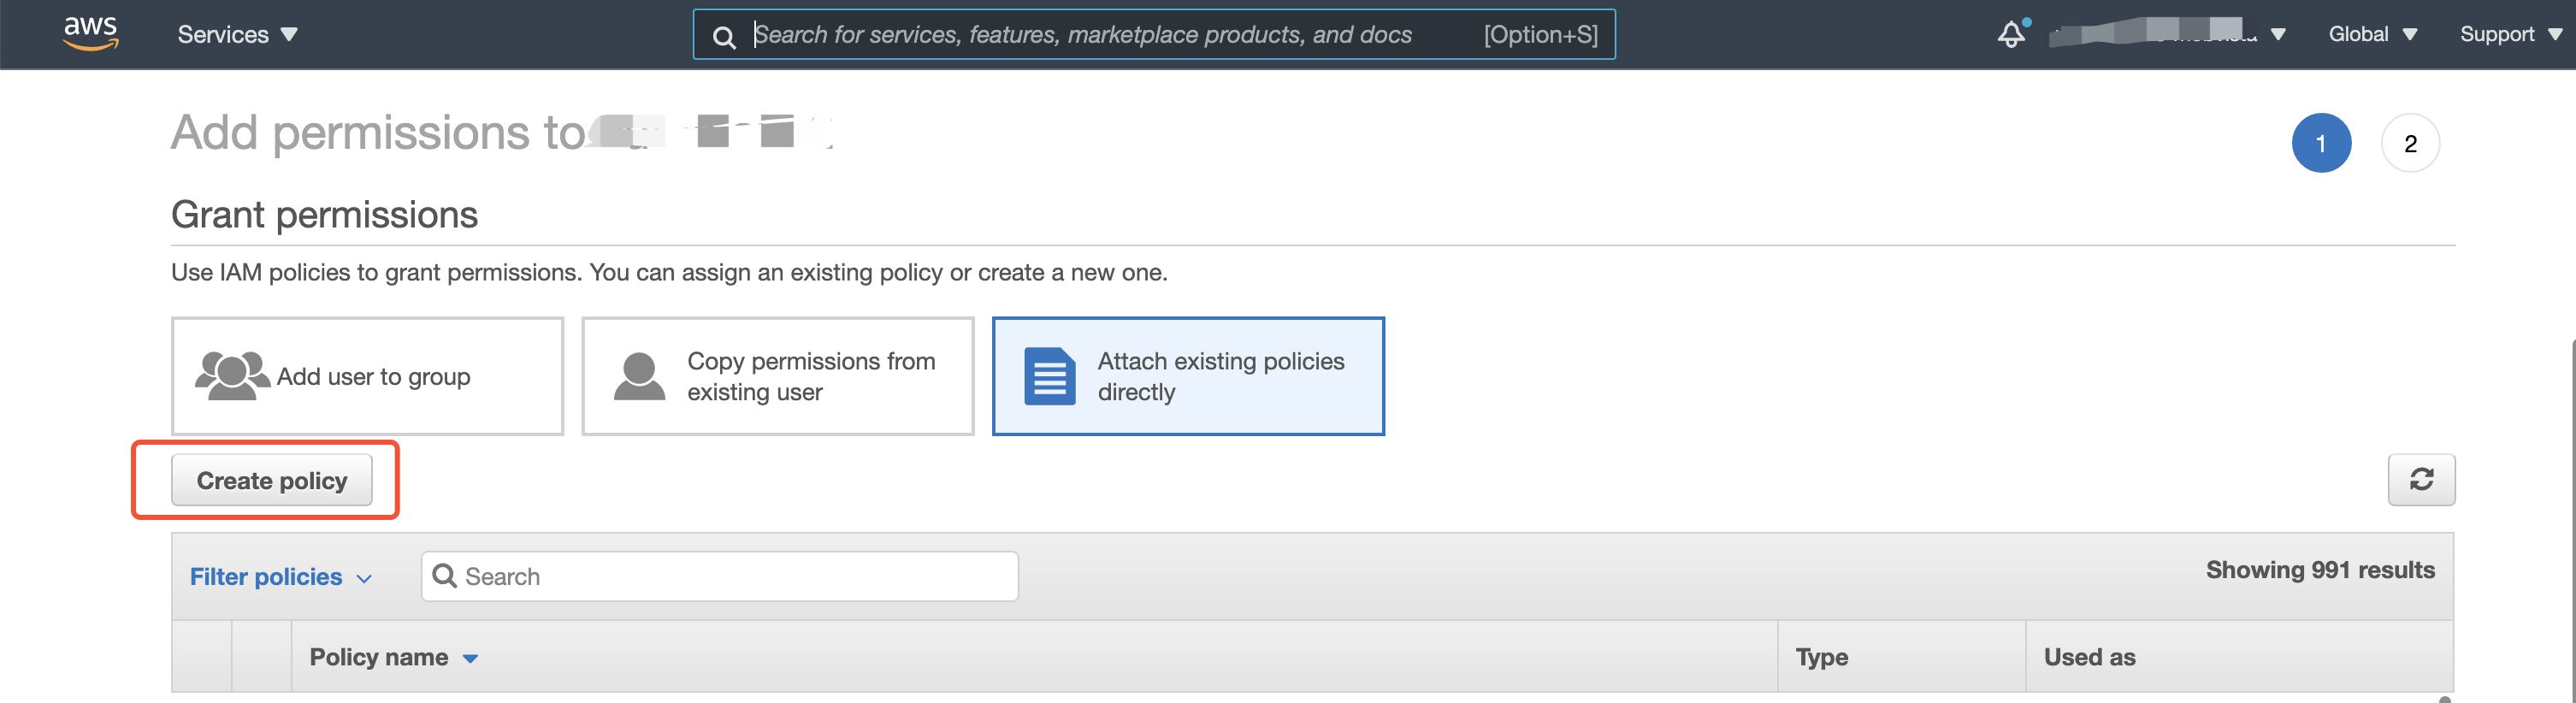 aws Services Search for services, features, marketplace products, and docs [Option+S] Global Support
Add permissions to
1 2
Grant permissions
Use IAM policies to grant permissions. You can assign an existing policy or create a new one.
Add user to group
Copy permissions from
existing user
Attach existing policies
directly
Create policy
Filter policies Search Showing 991 results
Policy name Type Used as